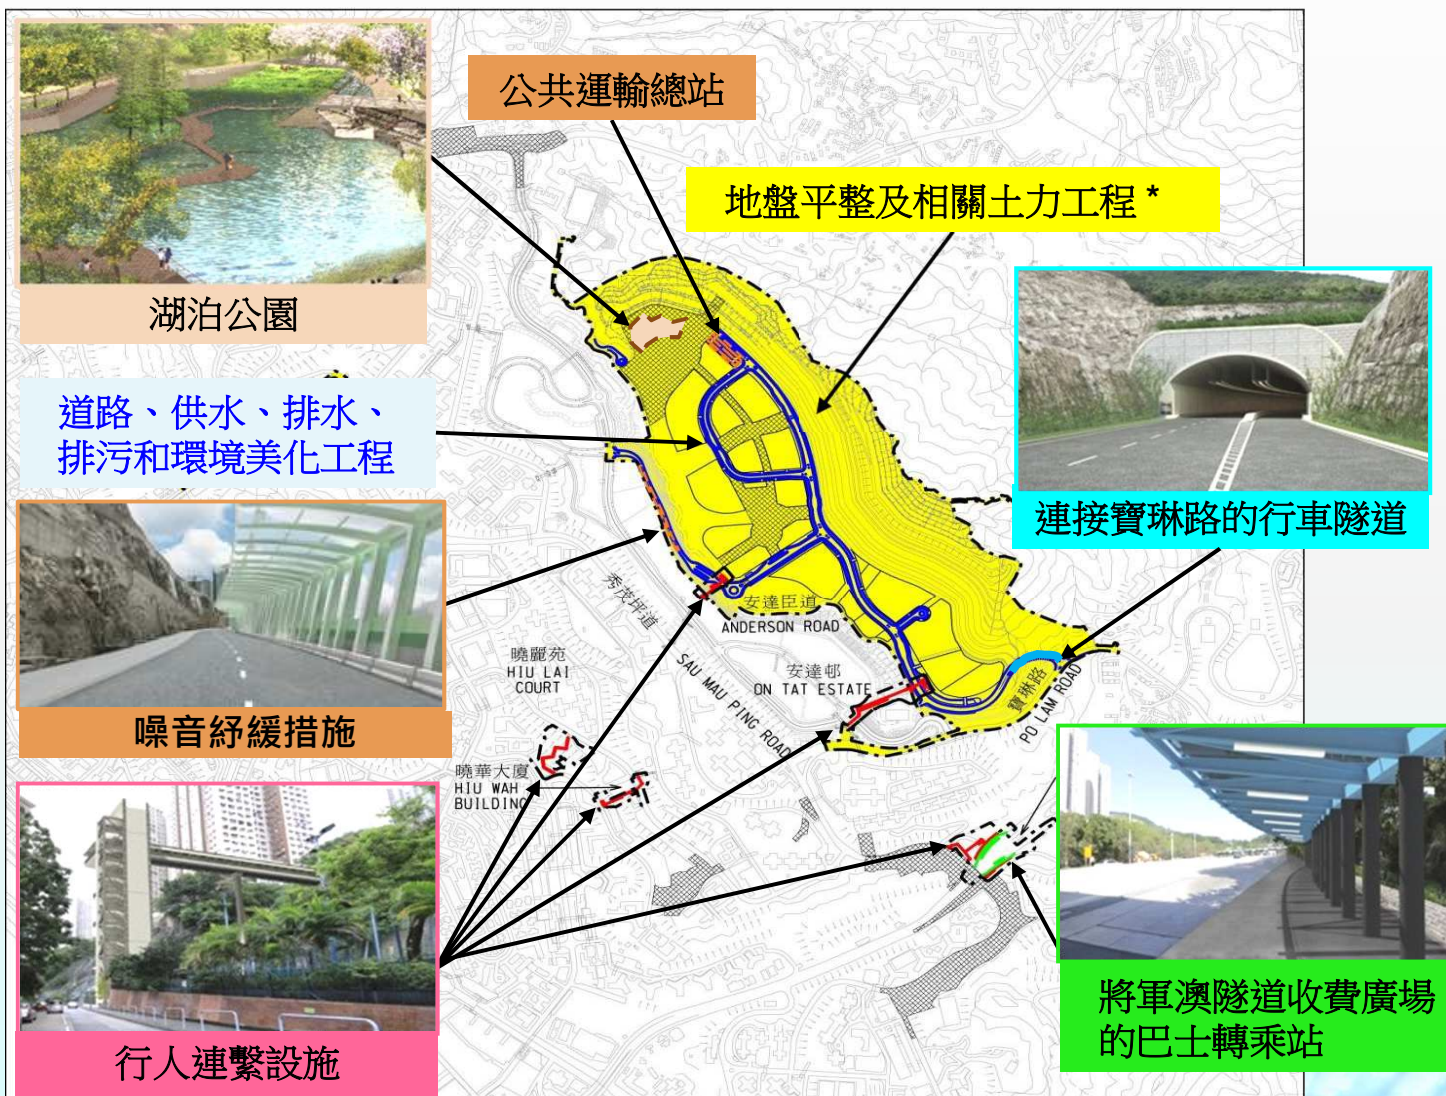 公共運輸總站
地盤平整及相關土力工程 *
湖泊公園
道路、供水、排水、
排污和環境美化工程
連接寶琳路的行車隧道
秀茂坪道
安達臣道
ANDERSON ROAD
曉麗苑
HIU LAI
COURT
安達邨
ON TAT ESTATE
SAU MAU PING ROAD
寶琳路
PO LAM ROAD
噪音紓緩措施
曉華大廈
HIU WAH
BUILDING
行人連繫設施
將軍澳隧道收費廣場
的巴士轉乘站